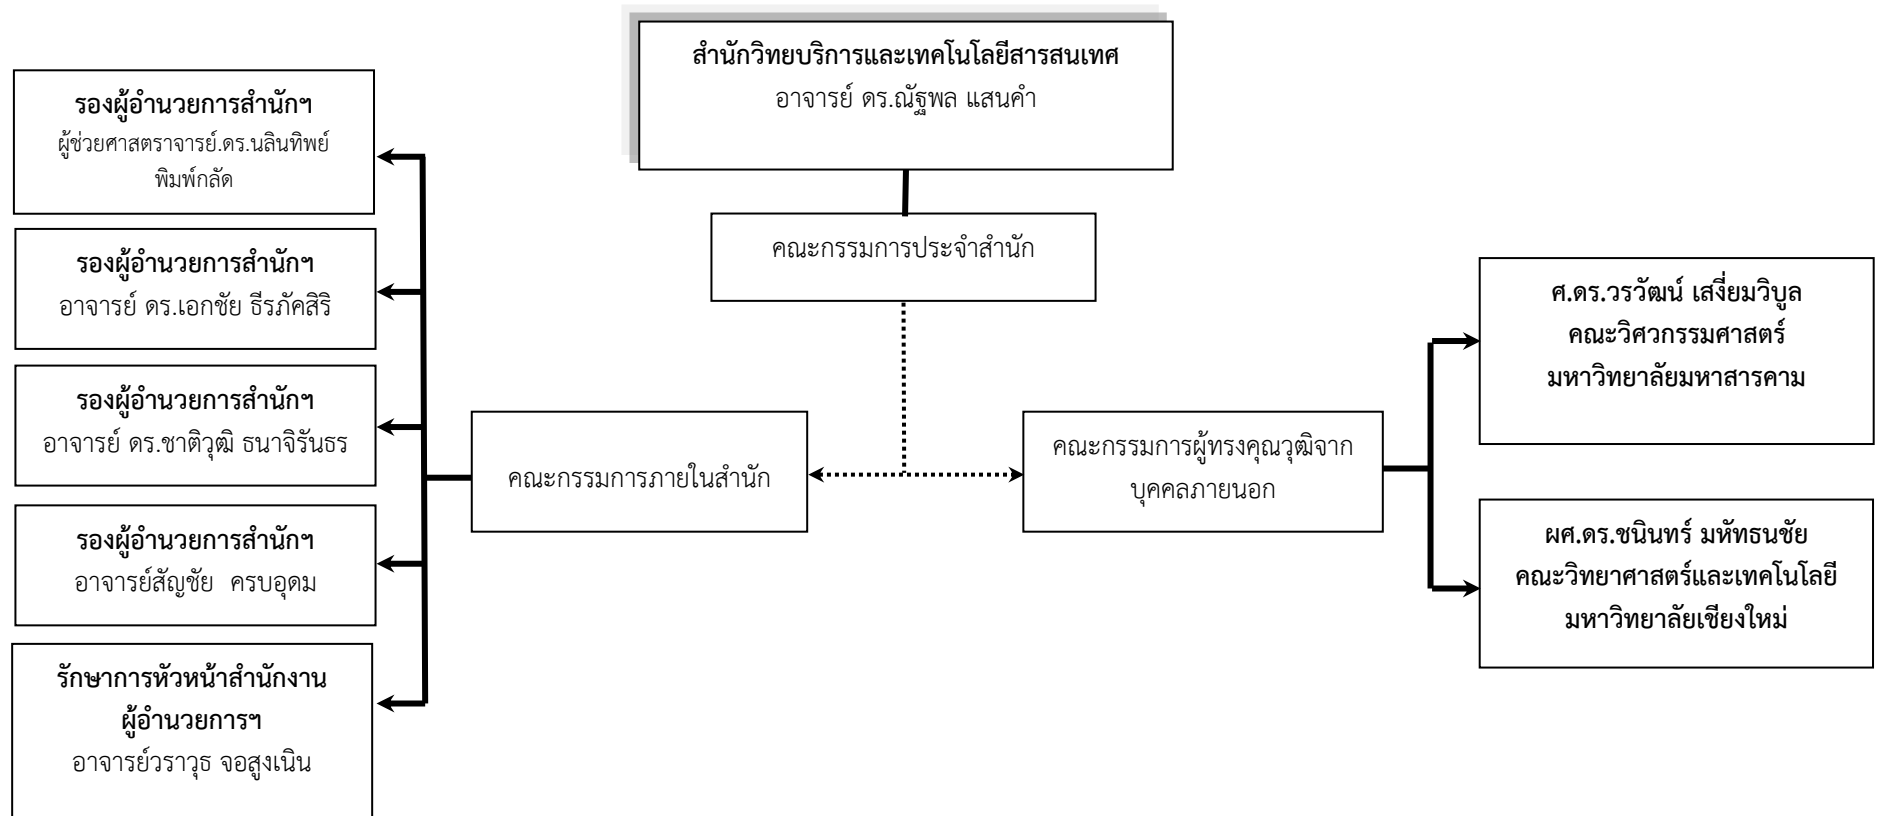 สำนักวิทยบริการและเทคโนโลยีสารสนเทศ
อาจารย์ ดร.ณัฐพล แสนคำ
คณะกรรมการประจำสำนัก
รองผู้อำนวยการสำนักฯ
ผู้ช่วยศาสตราจารย์.ดร.นลินทิพย์
พิมพ์กลัด
รองผู้อำนวยการสำนักฯ
อาจารย์ ดร.เอกชัย ธีรภัคสิริ
รองผู้อำนวยการสำนักฯ
อาจารย์ ดร.ชาติวุฒิ ธนาจิรันธร
รองผู้อำนวยการสำนักฯ
อาจารย์สัญชัย  ครบอุดม
รักษาการหัวหน้าสำนักงาน
ผู้อำนวยการฯ
อาจารย์วราวุธ จอสูงเนิน
คณะกรรมการภายในสำนัก
คณะกรรมการผู้ทรงคุณวุฒิจาก
บุคคลภายนอก
ศ.ดร.วรวัฒน์ เสงี่ยมวิบูล
คณะวิศวกรรมศาสตร์
มหาวิทยาลัยมหาสารคาม
ผศ.ดร.ชนินทร์ มหัทธนชัย
คณะวิทยาศาสตร์และเทคโนโลยี
มหาวิทยาลัยเชียงใหม่